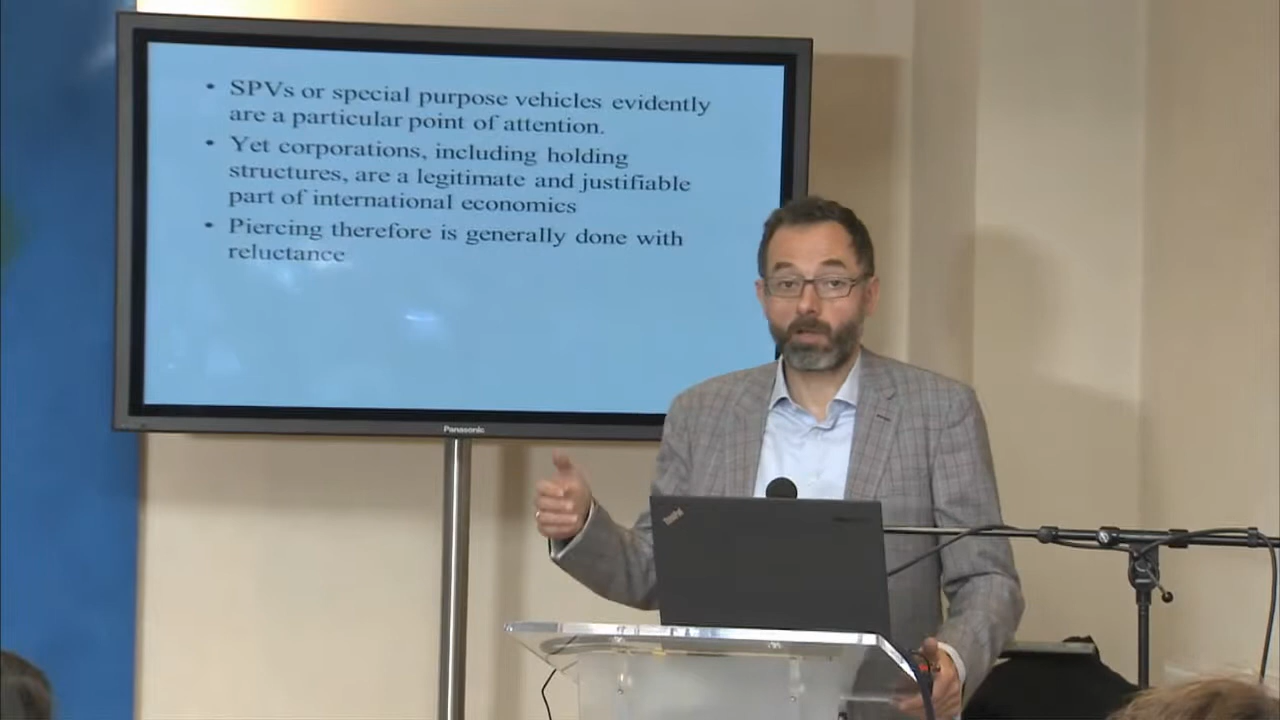 • SPVs or special purpose vehicles evidently
are a particular point of attention.
• Yet corporations, including holding
structures, are a legitimate and justifiable
part of international economics
• Piercing therefore is generally done with
reluctance
Panasonic
ThinkPad